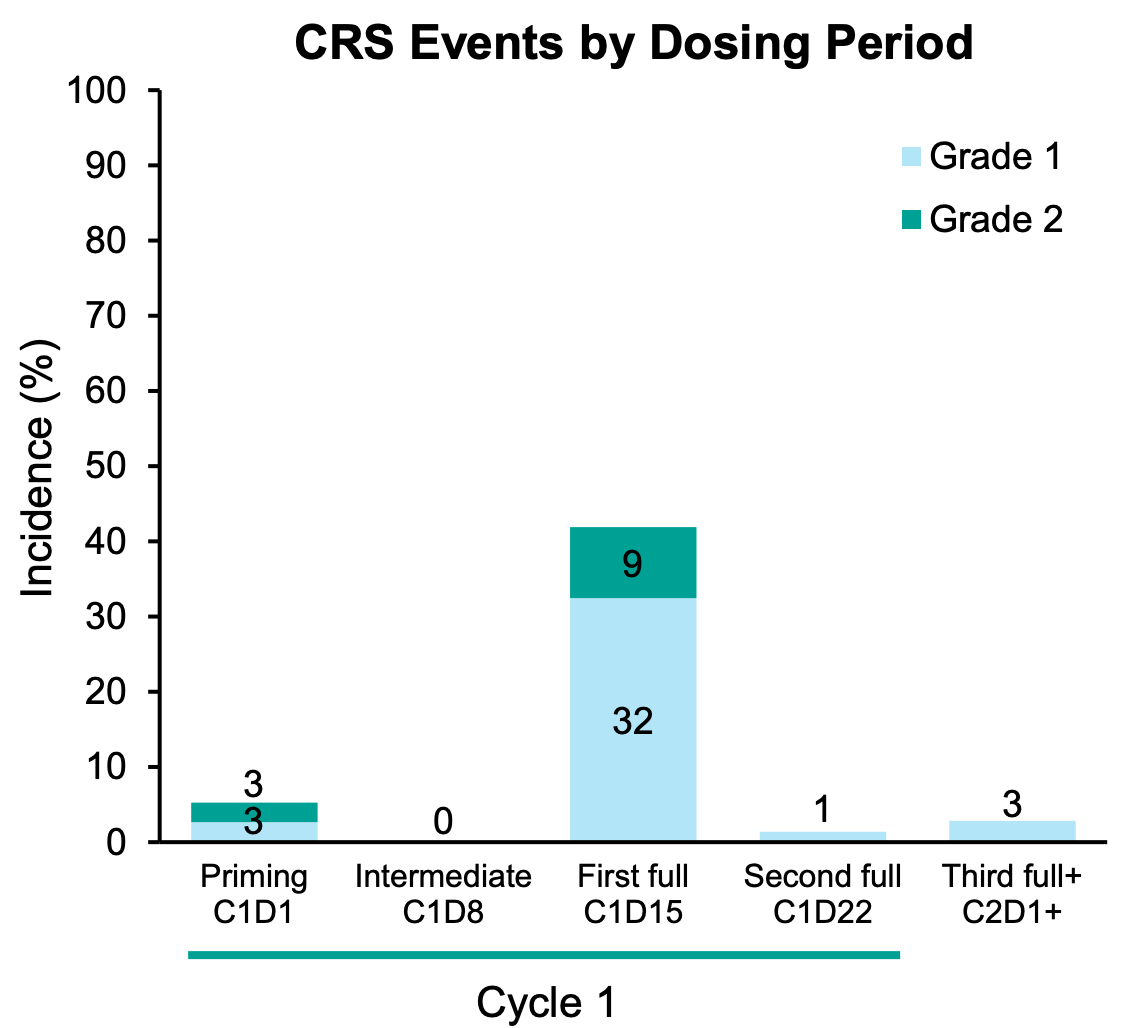 CRS Events by Dosing Period
100
90
80
70
60
50
40
30
20
10
0
Incidence (%)
Grade 1
Grade 2
3
3
0
9
32
1
3
Priming
C1D1
Intermediate
C1D8
First full
C1D15
Second full
C1D22
Third full+
C2D1+
Cycle 1